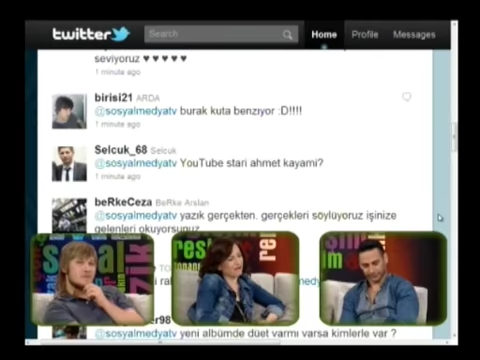 twitter
Search
Home
Profile
Messages
seviyoruz ♥ ♥ ♥ ♥ ♥
1 minute ago
birisi21 ARDA
@sosyalmedyatv burak kuta benzıyor :D!!!!
1 minute ago
Selcuk_68 Selcuk
@sosyalmedyatv YouTube stari ahmet kayami?
1 minute ago
beRkeCeza BeRke Arslan
@sosyalmedyatv yazık gerçekten. gerçekleri söylüyoruz işinize
gelenleri okuyorsunuz
98
@sosyalmedyatv yeni albümde düet varmı varsa kimlerle var ?